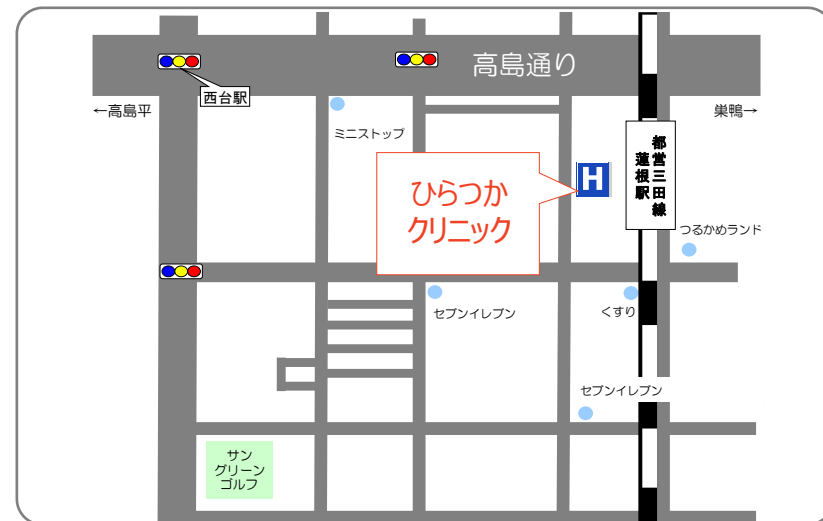 高島通り
西台駅
←高島平
巣鴨→
ミニストップ
都営三田線
蓮根駅
H
ひらつか
クリニック
つるかめランド
セブンイレブン
くすり
セブンイレブン
サン
グリーン
ゴルフ